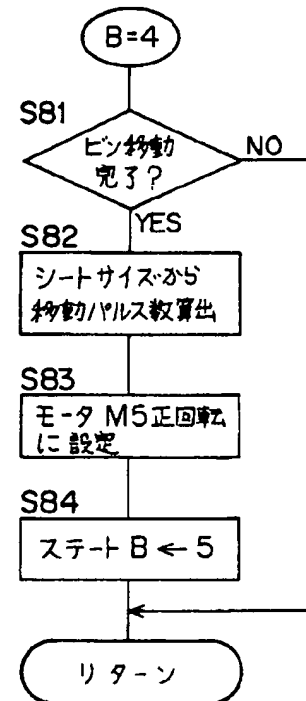 B=4
S81
ビン移動
完了?
NO
YES
S82
シートサイズから
移動パルス数算出
S83
モータ M5正回転
に設定
S84
ステート B ← 5
リターン